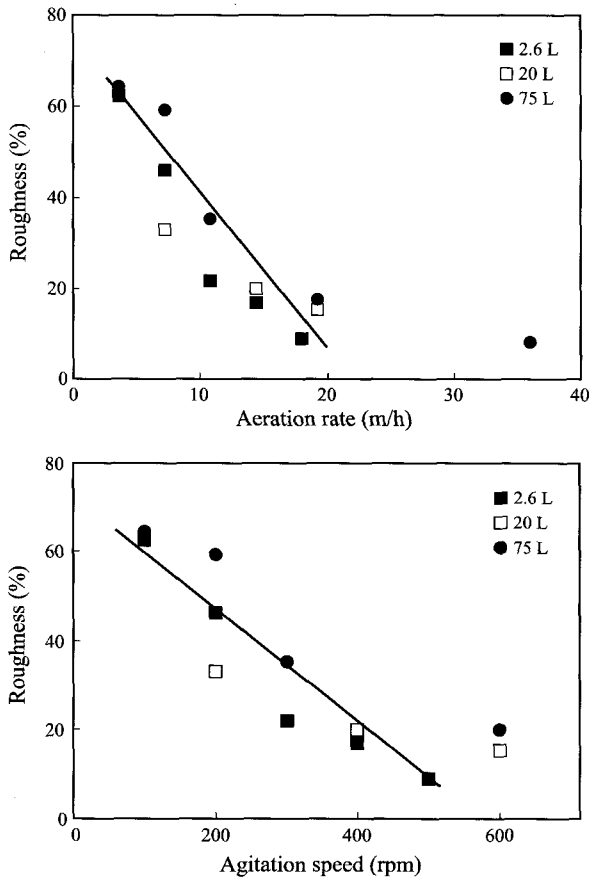 80
60
40
20
0
Roughness (%)
2.6 L
20 L
75 L
0 10 20 30 40
Aeration rate (m/h)
80
60
40
20
0
Roughness (%)
2.6 L
20 L
75 L
0 200 400 600
Agitation speed (rpm)